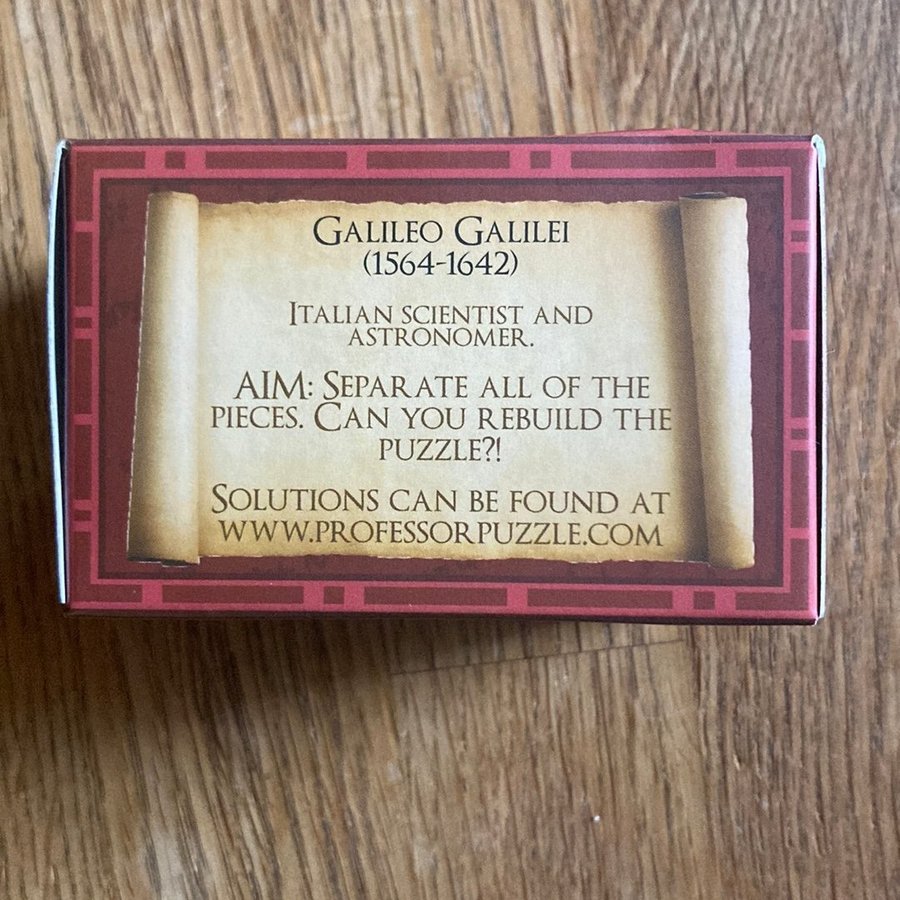 Galileo Galilei
(1564-1642)
Italian scientist and
astronomer.
AIM: Separate all of the
pieces. Can you rebuild the
puzzle?!
Solutions can be found at
www.professorpuzzle.com